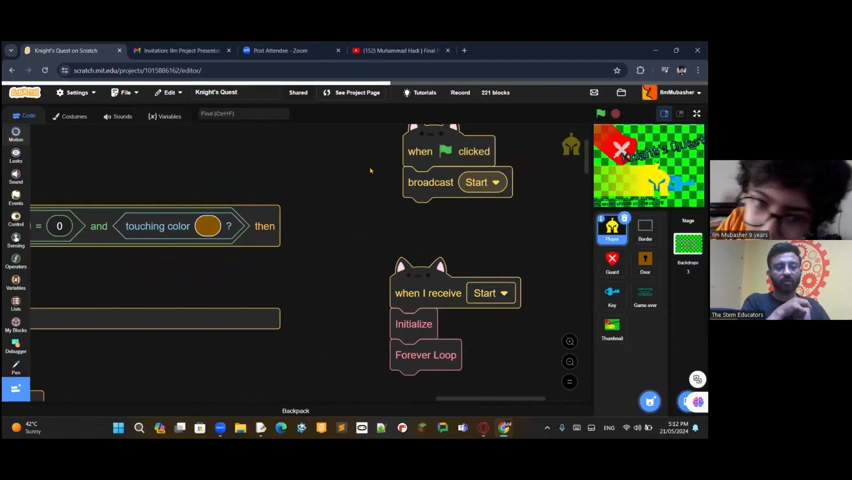 Knight's Quest on Scratch
Invitation: Ilm Project Presentat
Post Attendee - Zoom
(152) Muhammad Hadi | Final
scratch.mit.edu/projects/1015886162/editor/
Settings
File
Edit
Knight's Quest
Shared
See Project Page
Tutorials
Record
221 blocks
IlmMubasher
Code
Costumes
Sounds
Variables
Find (Ctrl+F)
Motion
Looks
Sound
Events
Control
Sensing
Operators
Variables
Lists
My Blocks
Debugger
Pen
= 0 and touching color ? then
when clicked
broadcast Start
when I receive Start
Initialize
Forever Loop
Knight's Quest
Player
Border
Guard
Door
Key
Game over
Thumbnail
Stage
Backdrops
3
Backpack
Ilm Mubasher 9 years
The Stem Educators
42°C
Sunny
5:12 PM
21/05/2024